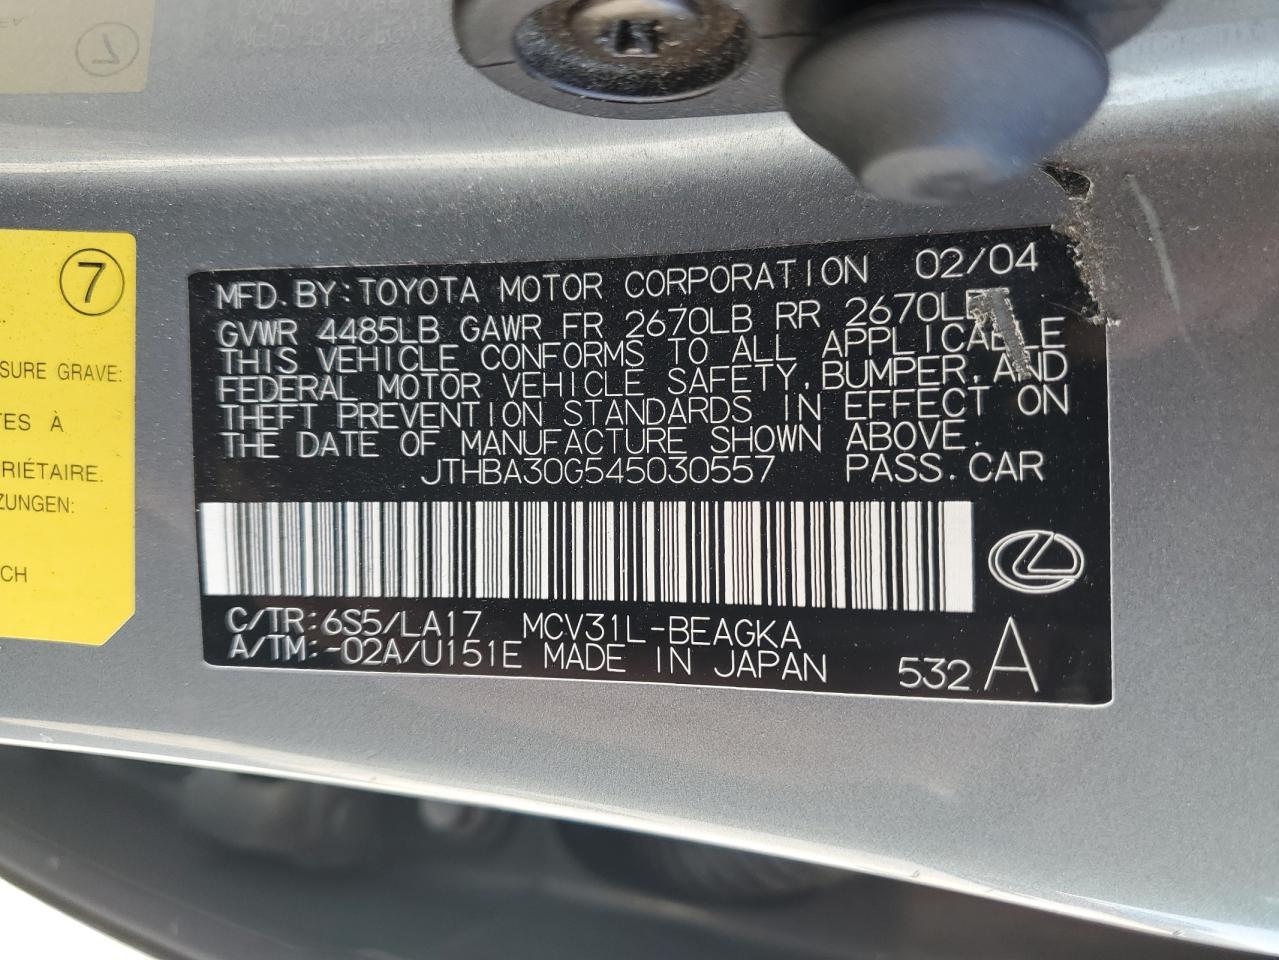 7
SURE GRAVE:
TES À
RIÉTAIRE.
ZUNGEN:
CH
MFD. BY: TOYOTA MOTOR CORPORATION 02/04
GVWR 4485LB GAWR FR 2670LB RR 2670LB
THIS VEHICLE CONFORMS TO ALL APPLICABLE
FEDERAL MOTOR VEHICLE SAFETY, BUMPER, AND
THEFT PREVENTION STANDARDS IN EFFECT ON
THE DATE OF MANUFACTURE SHOWN ABOVE.
JTHBA30G545030557 PASS. CAR
C/TR: 6S5/LA17 MCV31L-BEAGKA
A/TM: -02A/U151E MADE IN JAPAN
532 A